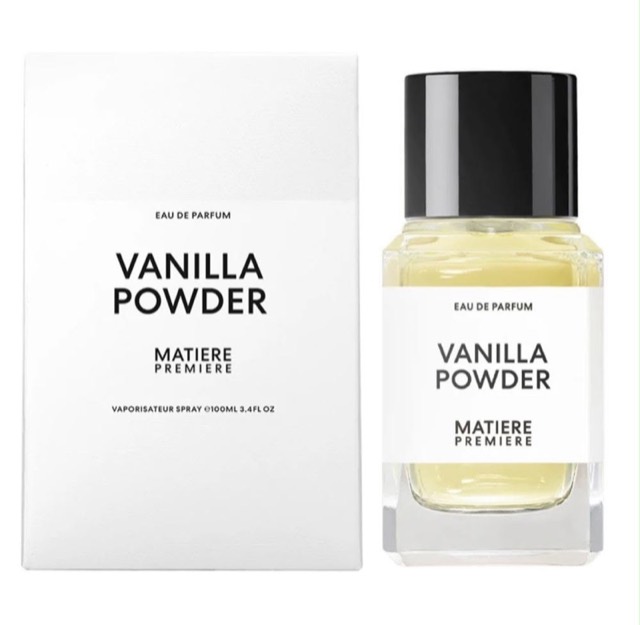 EAU DE PARFUM
VANILLA
POWDER
MATIERE
PREMIERE
VAPORISATEUR SPRAY ℮100ML 3.4FL OZ
EAU DE PARFUM
VANILLA
POWDER
MATIERE
PREMIERE